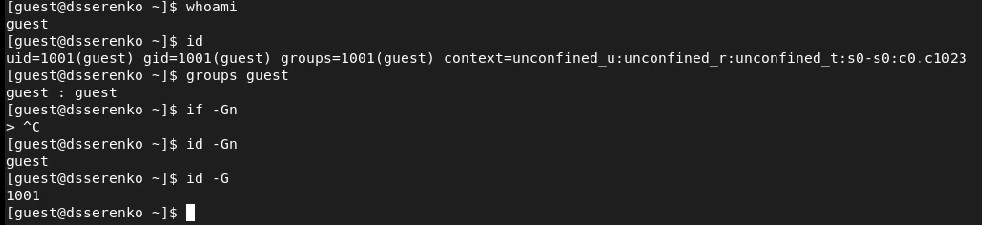 [guest@dsserenko ~]$ whoami
guest
[guest@dsserenko ~]$ id
uid=1001(guest) gid=1001(guest) groups=1001(guest) context=unconfined_u:unconfined_r:unconfined_t:s0-s0:c0.c1023
[guest@dsserenko ~]$ groups guest
guest : guest
[guest@dsserenko ~]$ if -Gn
> ^C
[guest@dsserenko ~]$ id -Gn
guest
[guest@dsserenko ~]$ id -G
1001
[guest@dsserenko ~]$